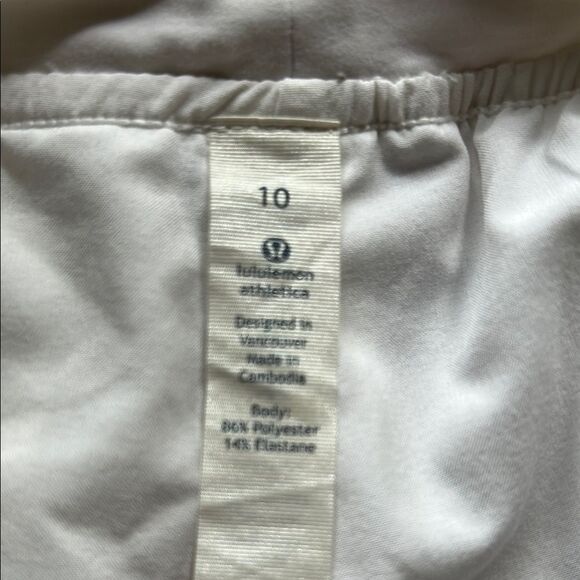 10
lululemon
athletica
Designed in
Vancouver
made in
Cambodia
Body:
86% Polyester
14% Elastane